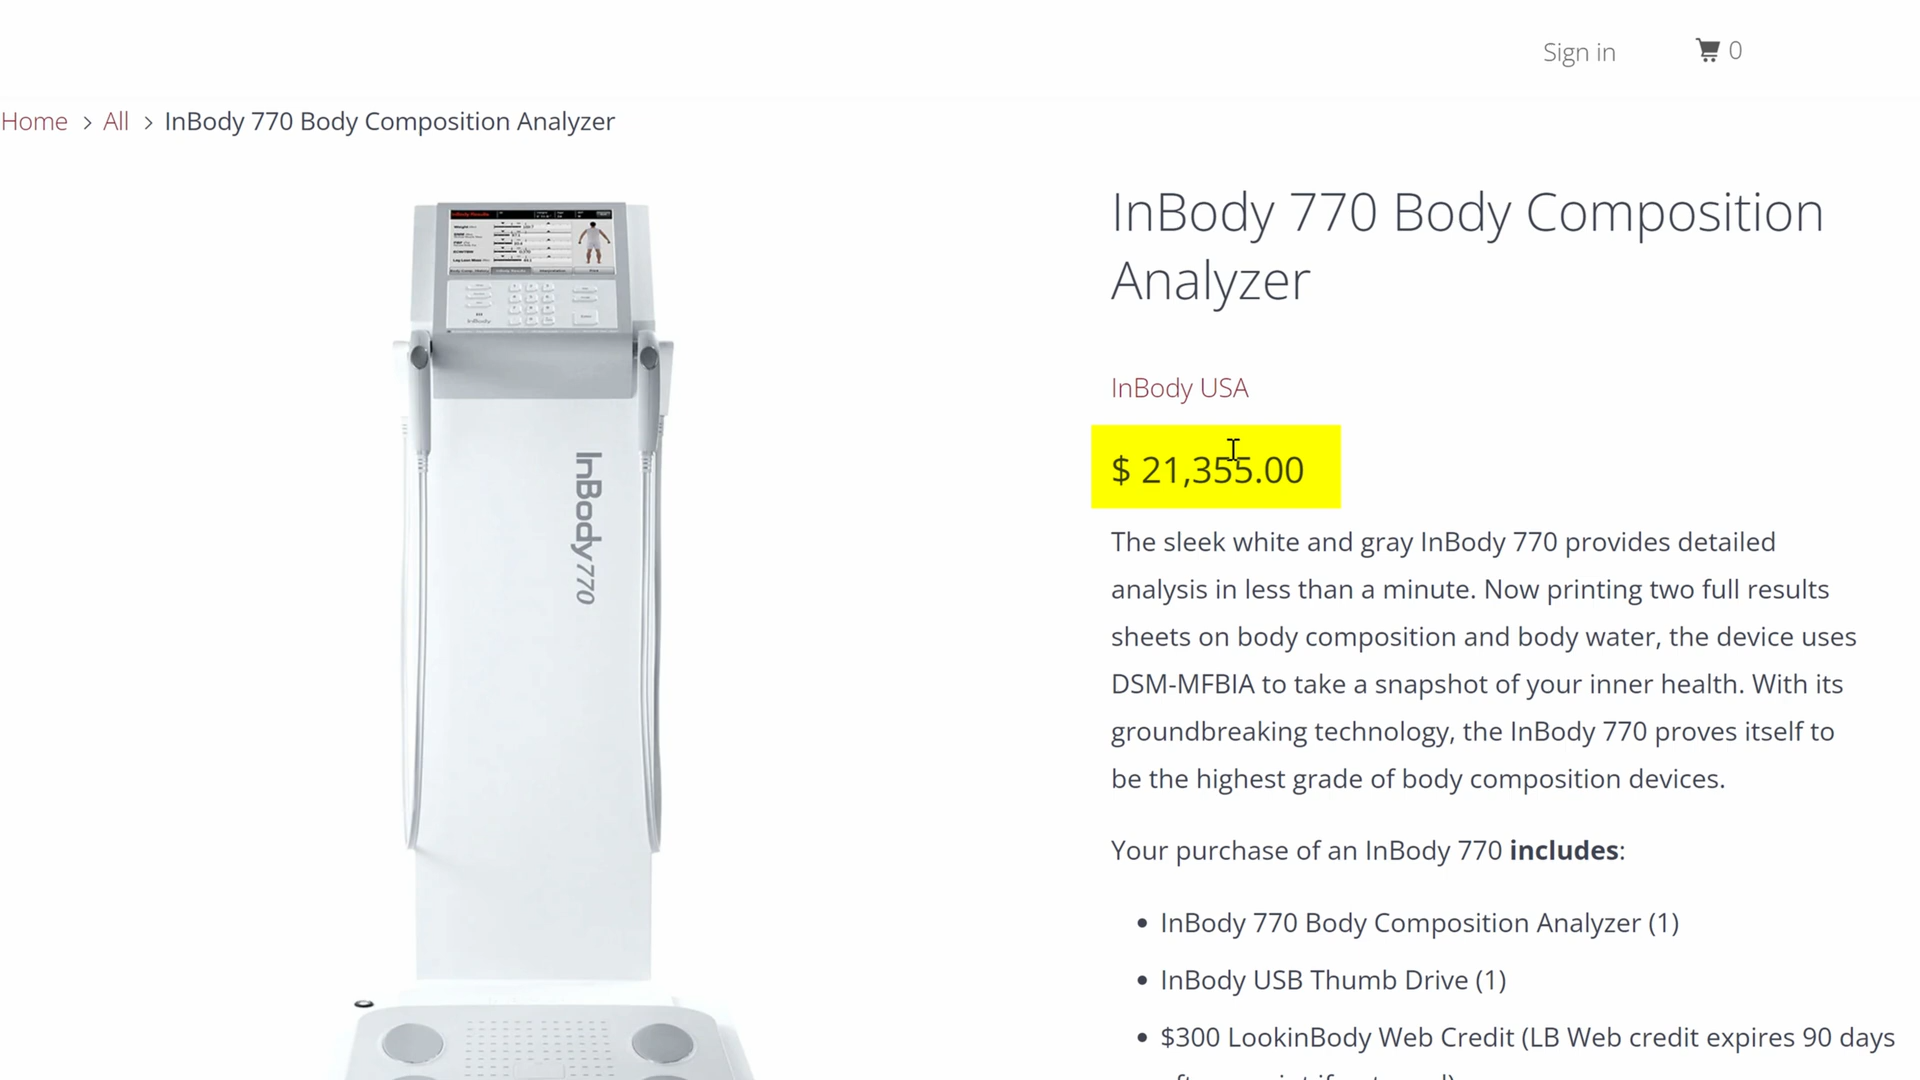 Sign in
0
Home > All > InBody 770 Body Composition Analyzer
InBody 770 Body Composition
Analyzer
InBody USA
$ 21,355.00
The sleek white and gray InBody 770 provides detailed
analysis in less than a minute. Now printing two full results
sheets on body composition and body water, the device uses
DSM-MFBIA to take a snapshot of your inner health. With its
groundbreaking technology, the InBody 770 proves itself to
be the highest grade of body composition devices.
Your purchase of an InBody 770 includes:
• InBody 770 Body Composition Analyzer (1)
• InBody USB Thumb Drive (1)
• $300 LookinBody Web Credit (LB Web credit expires 90 days
InBody Results
InBody
InBody770